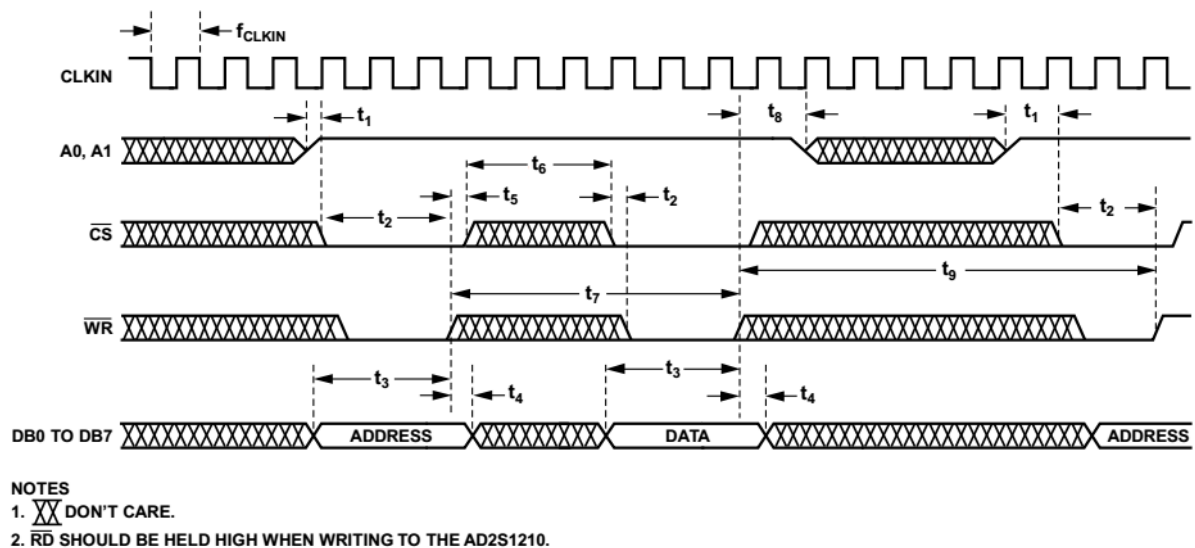 fCLKIN
CLKIN
t1
t8
t1
A0, A1
t6
t5
t2
t2
t2
CS
t9
t7
WR
t3
t4
t3
t4
DB0 TO DB7
ADDRESS
DATA
ADDRESS
NOTES
1. XX DON'T CARE.
2. RD SHOULD BE HELD HIGH WHEN WRITING TO THE AD2S1210.